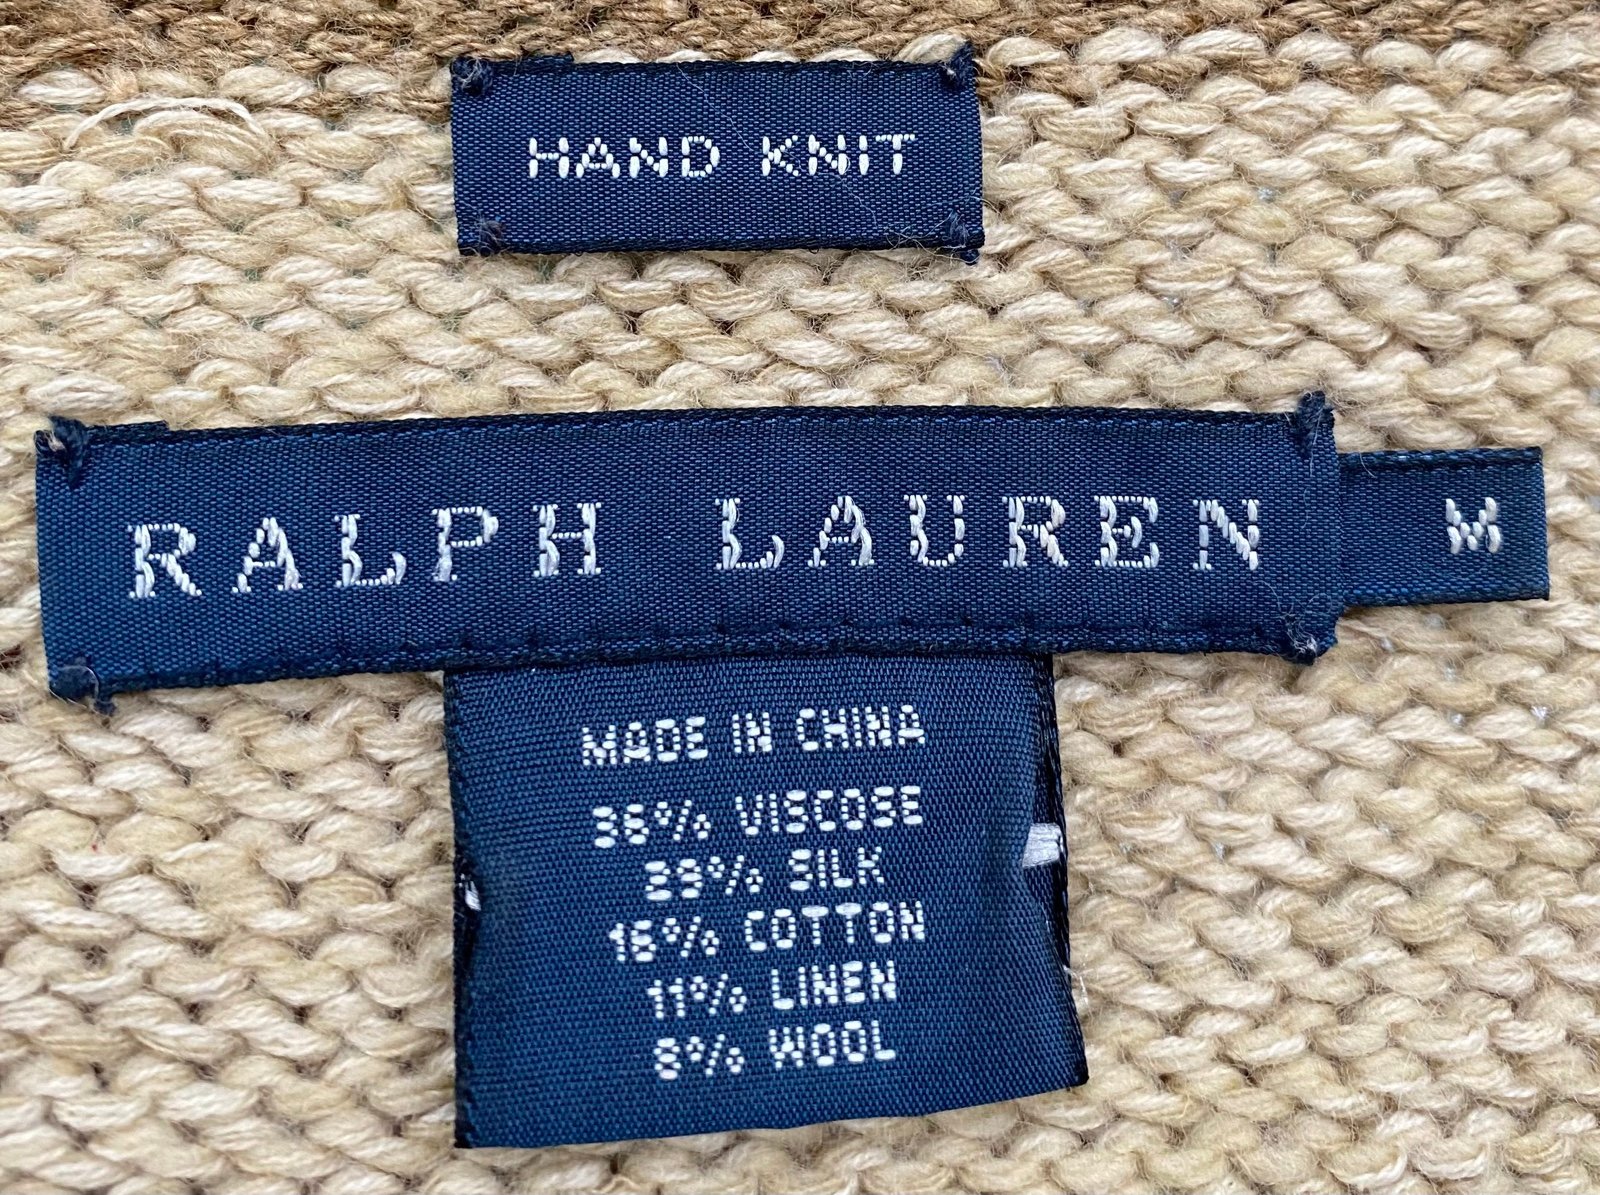 HAND KNIT
RALPH LAUREN M
MADE IN CHINA
36% VISCOSE
29% SILK
16% COTTON
11% LINEN
8% WOOL